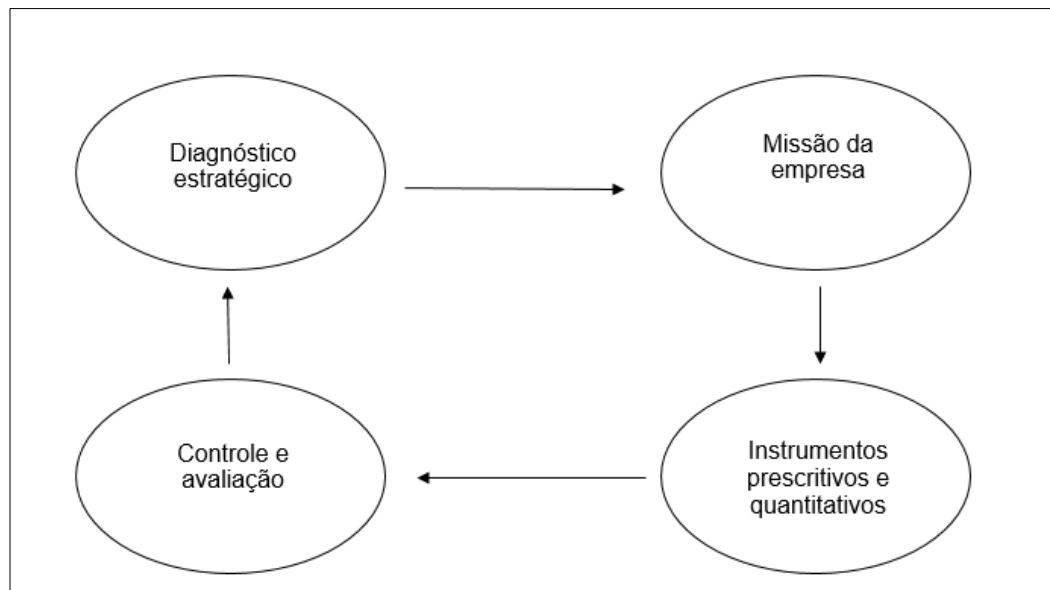 Diagnóstico
estratégico
Missão da
empresa
Controle e
avaliação
Instrumentos
prescritivos e
quantitativos